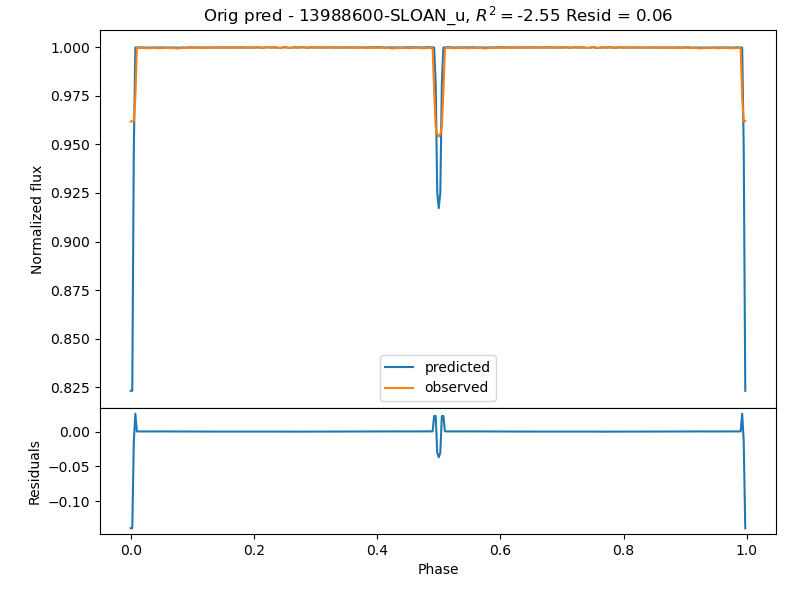 Orig pred - 13988600-SLOAN_u, R² = -2.55 Resid = 0.06
1.000
0.975
0.950
0.925
0.900
0.875
0.850
0.825
Normalized flux
predicted
observed
0.00
−0.05
−0.10
Residuals
0.0 0.2 0.4 0.6 0.8 1.0
Phase